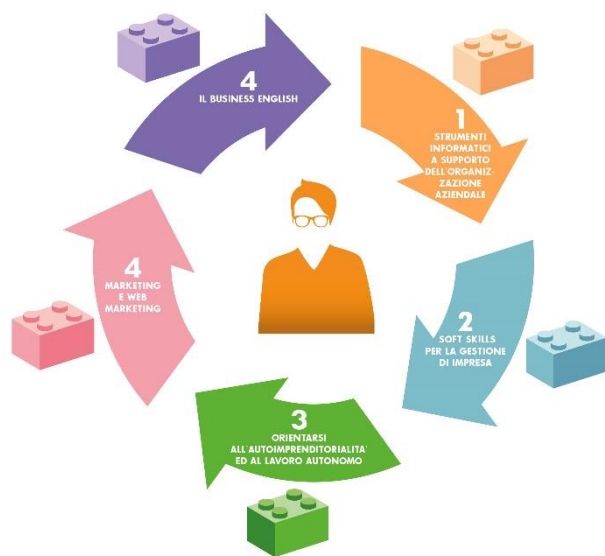 1
STRUMENTI
INFORMATICI
A SUPPORTO
DELL'ORGANIZ-
ZAZIONE
AZIENDALE
2
SOFT SKILLS
PER LA GESTIONE
DI IMPRESA
3
ORIENTARSI
ALL'AUTOIMPRENDITORIALITA'
ED AL LAVORO AUTONOMO
4
MARKETING
E WEB
MARKETING
4
IL BUSINESS ENGLISH